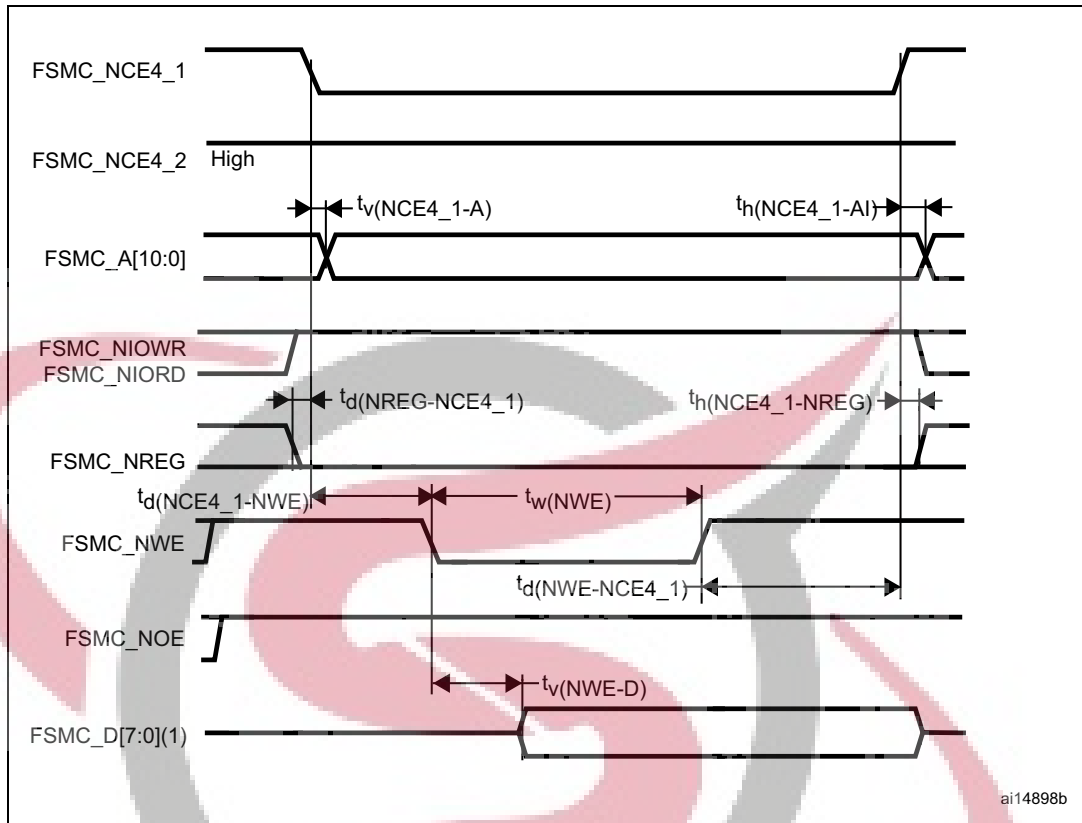 FSMC_NCE4_1
FSMC_NCE4_2 High
tv(NCE4_1-A) th(NCE4_1-AI)
FSMC_A[10:0]
FSMC_NIOWR
FSMC_NIORD
td(NREG-NCE4_1) th(NCE4_1-NREG)
FSMC_NREG
td(NCE4_1-NWE) tw(NWE)
FSMC_NWE
td(NWE-NCE4_1)
FSMC_NOE
tv(NWE-D)
FSMC_D[7:0](1)
ai14898b